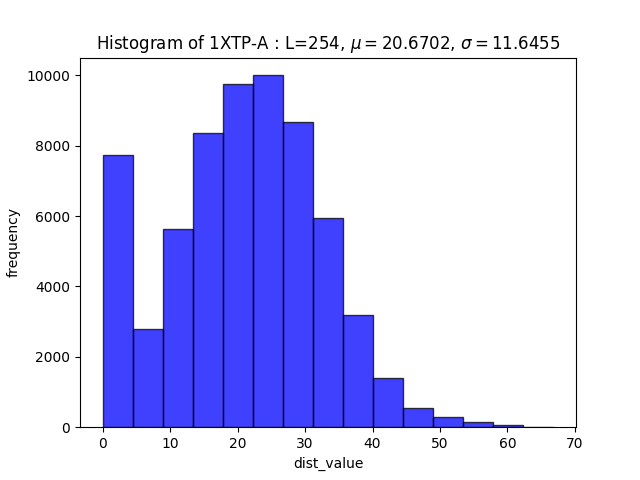 Histogram of 1XTP-A : L=254, μ = 20.6702, σ = 11.6455
10000
8000
6000
4000
2000
0
frequency
0 10 20 30 40 50 60 70
dist_value